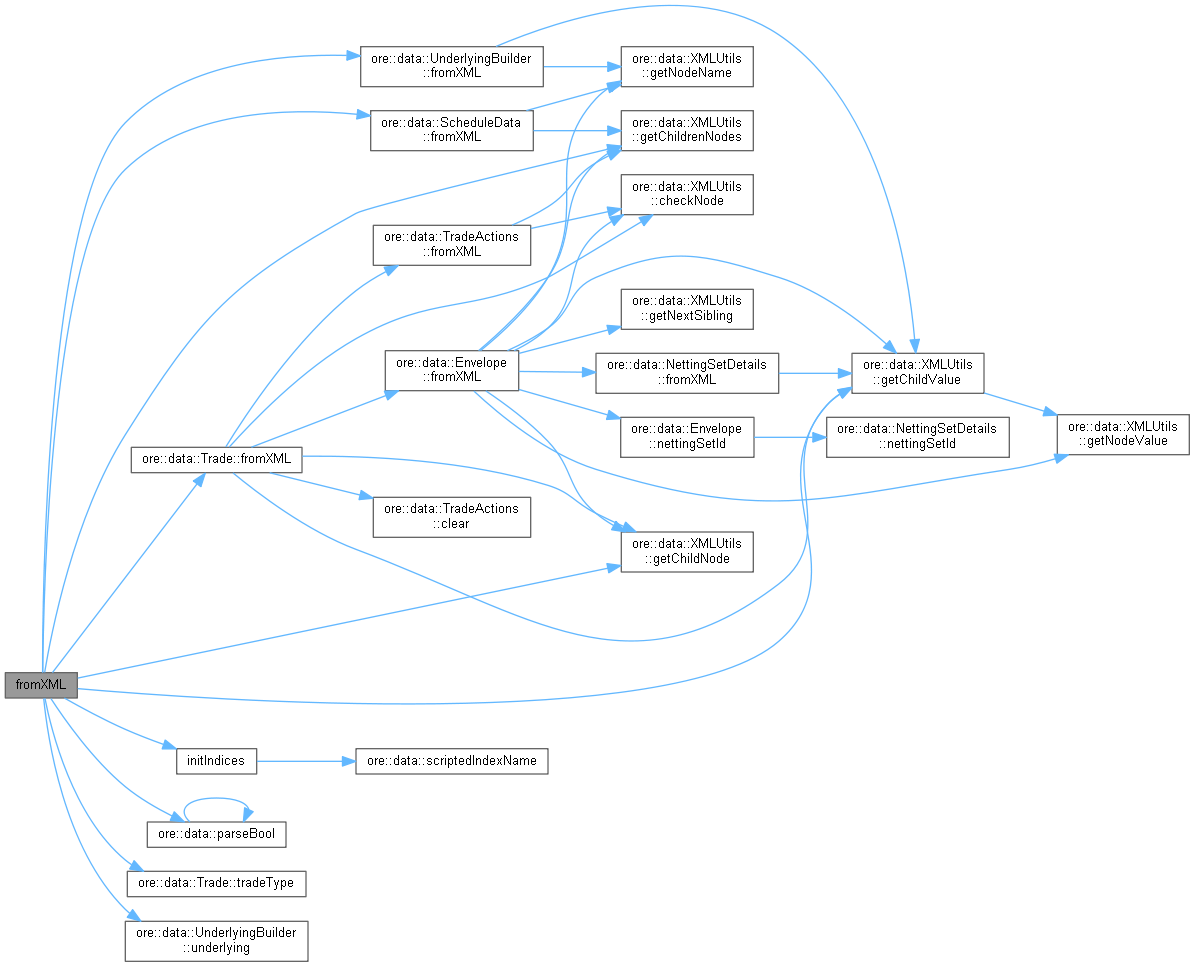 ore::data::UnderlyingBuilder
::fromXML
ore::data::XMLUtils
::getNodeName
ore::data::ScheduleData
::fromXML
ore::data::XMLUtils
::getChildrenNodes
ore::data::XMLUtils
::checkNode
ore::data::TradeActions
::fromXML
ore::data::XMLUtils
::getNextSibling
ore::data::Envelope
::fromXML
ore::data::NettingSetDetails
::fromXML
ore::data::XMLUtils
::getChildValue
ore::data::Envelope
::nettingSetId
ore::data::NettingSetDetails
::nettingSetId
ore::data::XMLUtils
::getNodeValue
ore::data::Trade::fromXML
ore::data::TradeActions
::clear
ore::data::XMLUtils
::getChildNode
fromXML
initIndices
ore::data::scriptedIndexName
ore::data::parseBool
ore::data::Trade::tradeType
ore::data::UnderlyingBuilder
::underlying